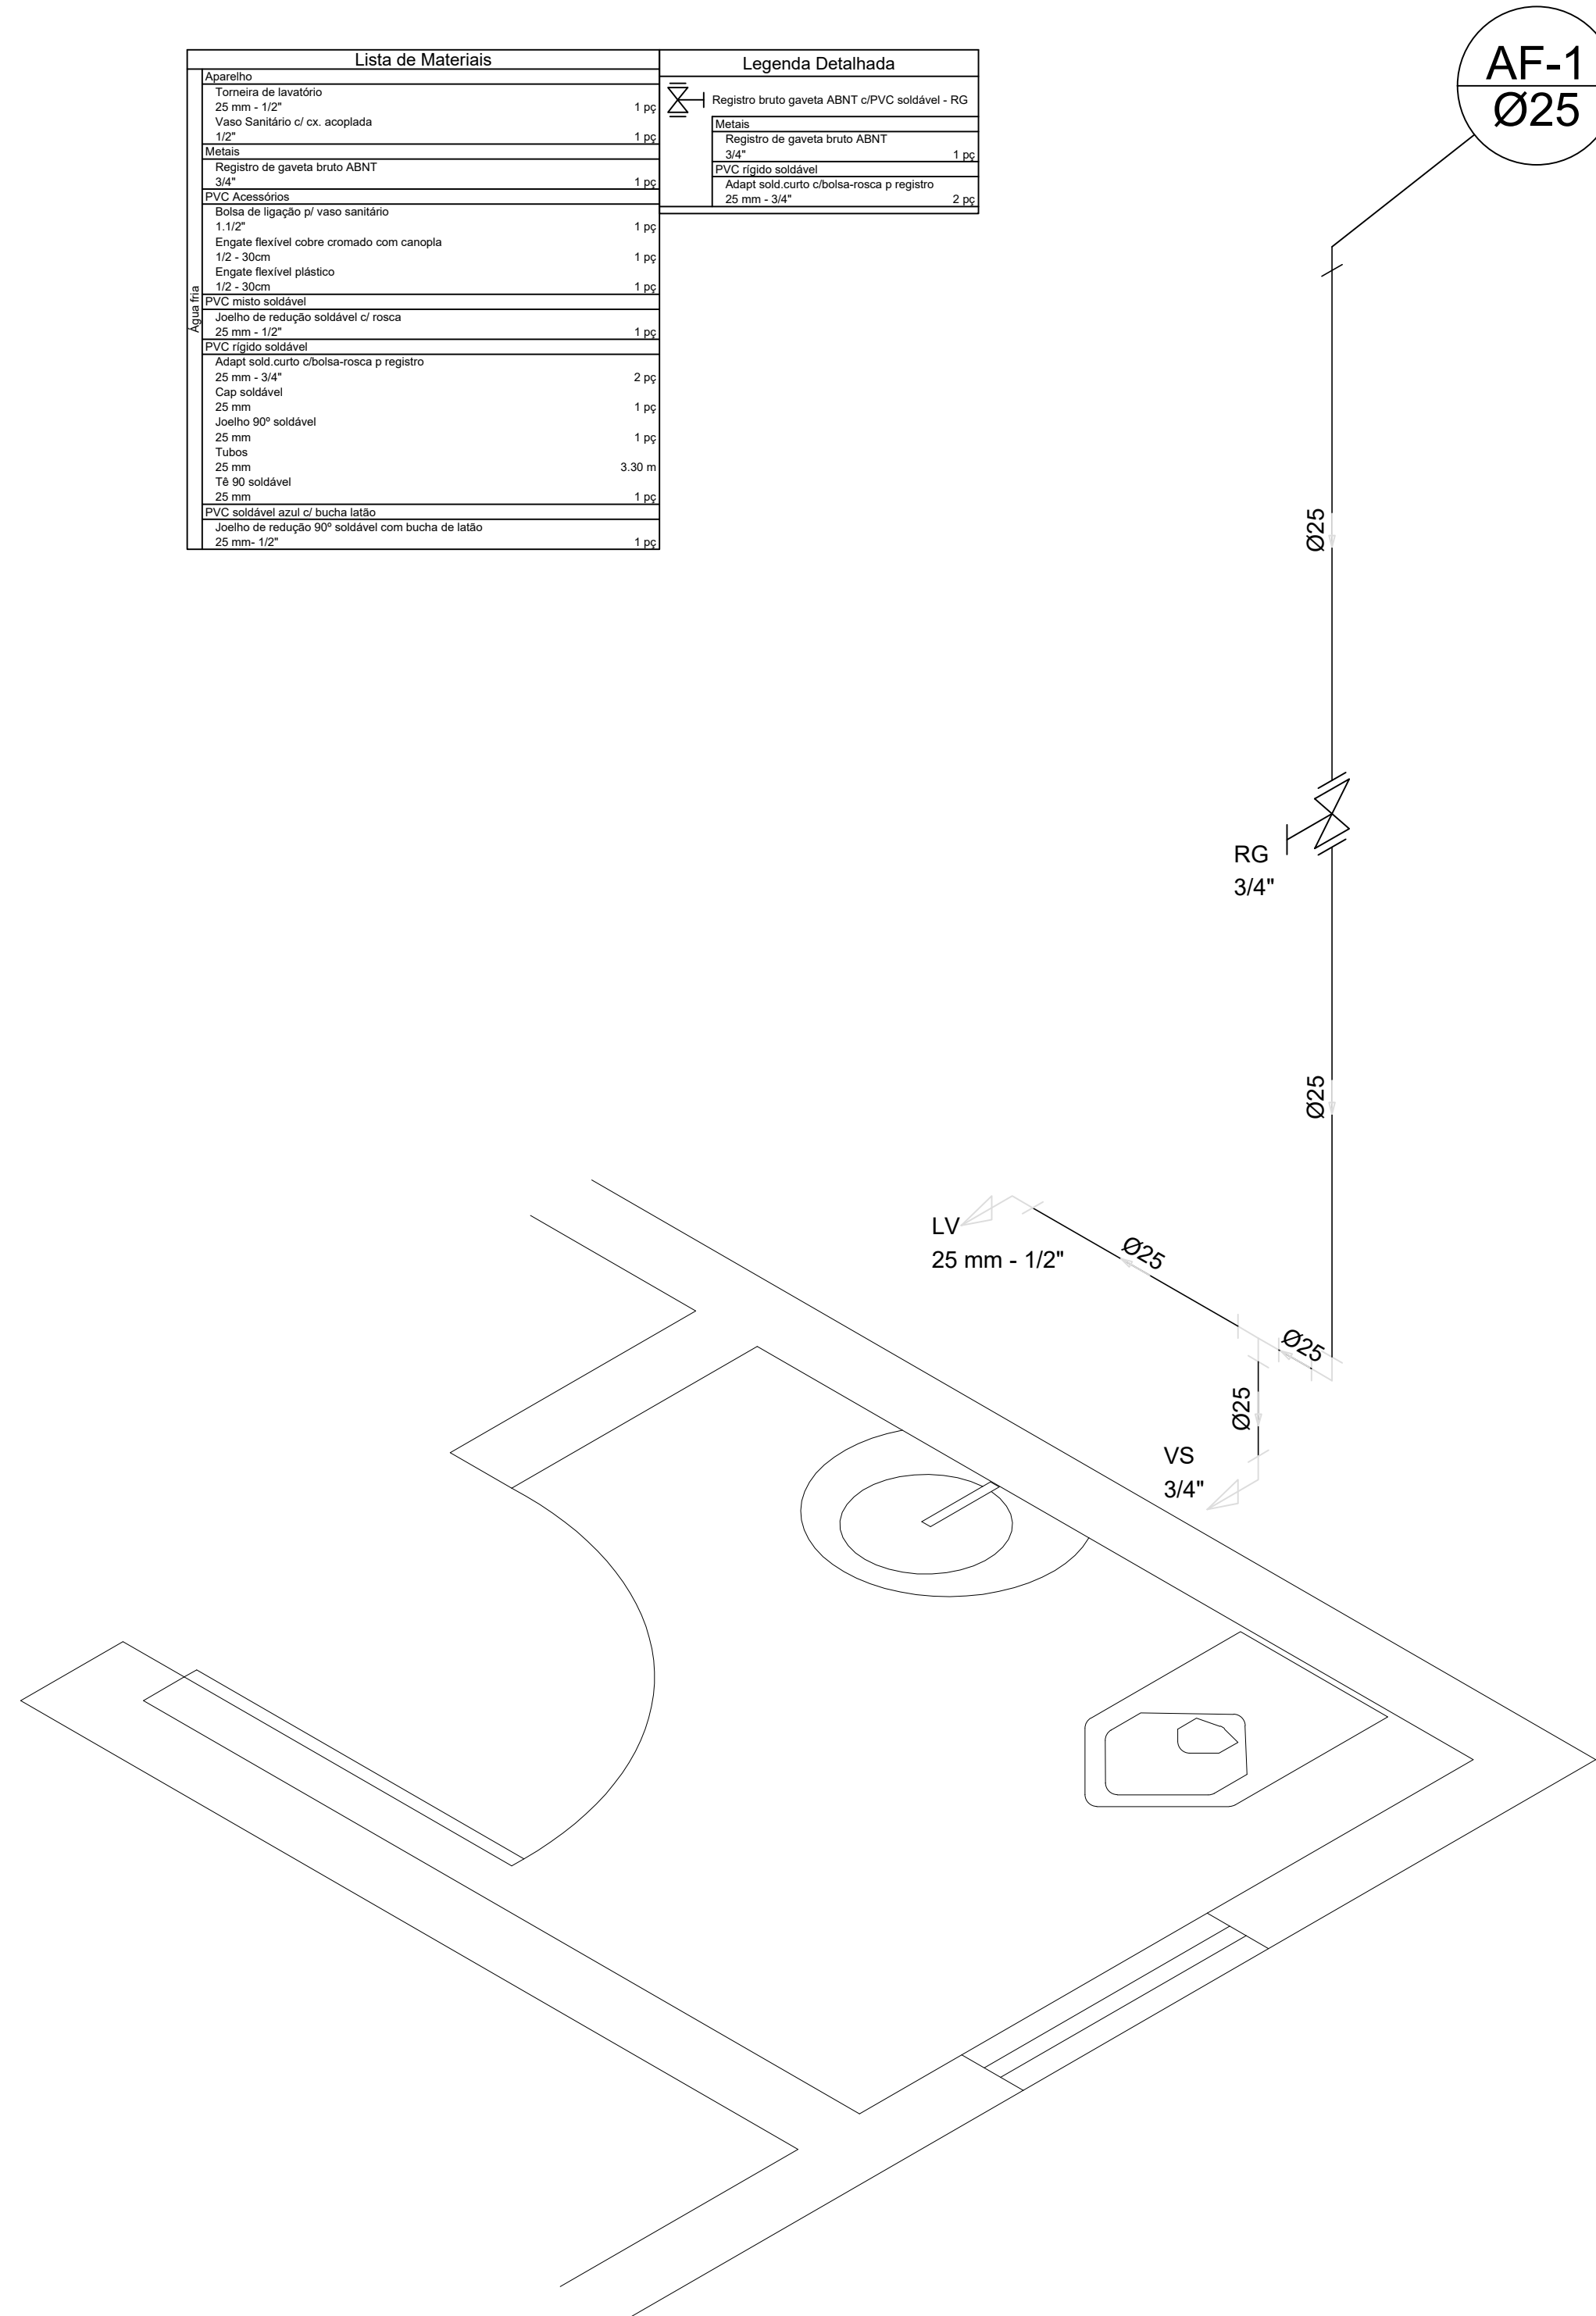 Lista de Materiais
Água fria
Aparelho
Torneira de lavatório
25 mm - 1/2" 1 pç
Vaso Sanitário c/ cx. acoplada
1/2" 1 pç
Metais
Registro de gaveta bruto ABNT
3/4" 1 pç
PVC Acessórios
Bolsa de ligação p/ vaso sanitário
1.1/2" 1 pç
Engate flexível cobre cromado com canopla
1/2 - 30cm 1 pç
Engate flexível plástico
1/2 - 30cm 1 pç
PVC misto soldável
Joelho de redução soldável c/ rosca
25 mm - 1/2" 1 pç
PVC rígido soldável
Adapt sold.curto c/bolsa-rosca p registro
25 mm - 3/4" 2 pç
Cap soldável
25 mm 1 pç
Joelho 90º soldável
25 mm 1 pç
Tubos
25 mm 3.30 m
Tê 90 soldável
25 mm 1 pç
PVC soldável azul c/ bucha latão
Joelho de redução 90º soldável com bucha de latão
25 mm- 1/2" 1 pç
Legenda Detalhada
Registro bruto gaveta ABNT c/PVC soldável - RG
Metais
Registro de gaveta bruto ABNT
3/4" 1 pç
PVC rígido soldável
Adapt sold.curto c/bolsa-rosca p registro
25 mm - 3/4" 2 pç
AF-1
Ø25
Ø25
RG
3/4"
Ø25
LV
25 mm - 1/2"
Ø25
Ø25
Ø25
VS
3/4"